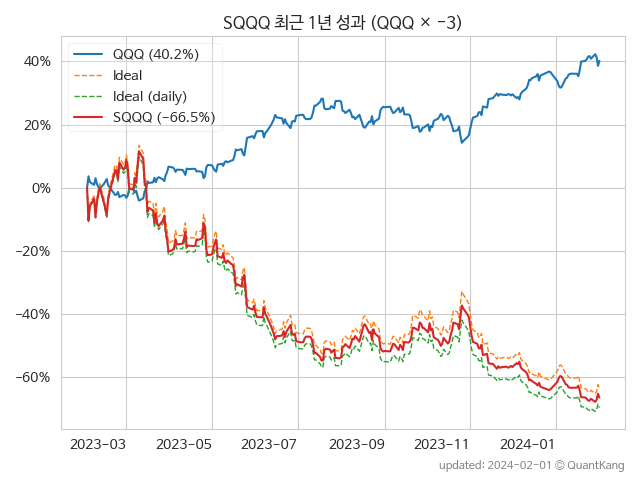 SQQQ 최근 1년 성과 (QQQ × −3)
QQQ (40.2%)
Ideal
Ideal (daily)
SQQQ (−66.5%)
40%
20%
0%
−20%
−40%
−60%
2023-03 2023-05 2023-07 2023-09 2023-11 2024-01
updated: 2024-02-01 © QuantKang